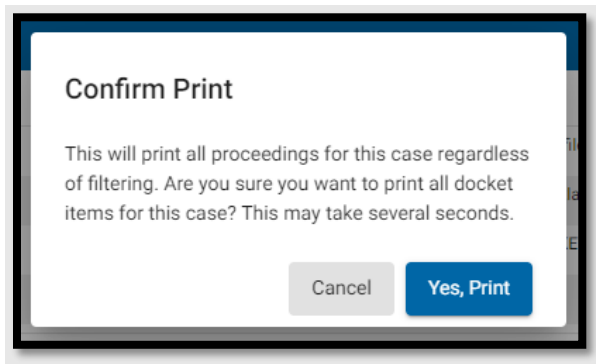 Confirm Print
This will print all proceedings for this case regardless
of filtering. Are you sure you want to print all docket
items for this case? This may take several seconds.
Cancel
Yes, Print